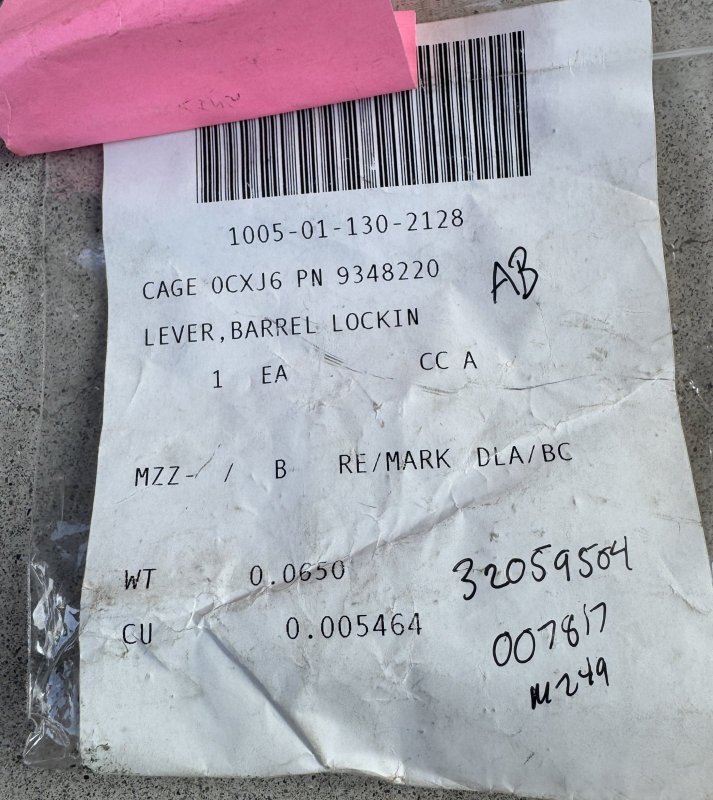 1005-01-130-2128
CAGE 0CXJ6 PN 9348220
AB
LEVER,BARREL LOCKIN
1 EA CC A
MZZ- / B RE/MARK DLA/BC
WT 0.0650
32059504
CU 0.005464
007817
M249